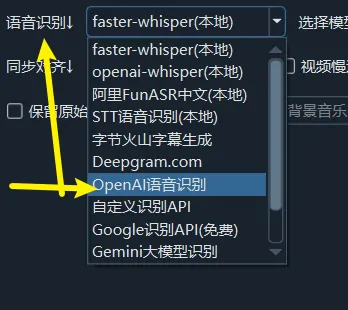 语音识别↓ faster-whisper(本地) 选择模
faster-whisper(本地)
openai-whisper(本地)
同步对齐↓ 视频慢
阿里FunASR中文(本地)
STT语音识别(本地)
保留原始 背景音乐
字节火山字幕生成
Deepgram.com
OpenAI语音识别
自定义识别API
Google识别API(免费)
Gemini大模型识别